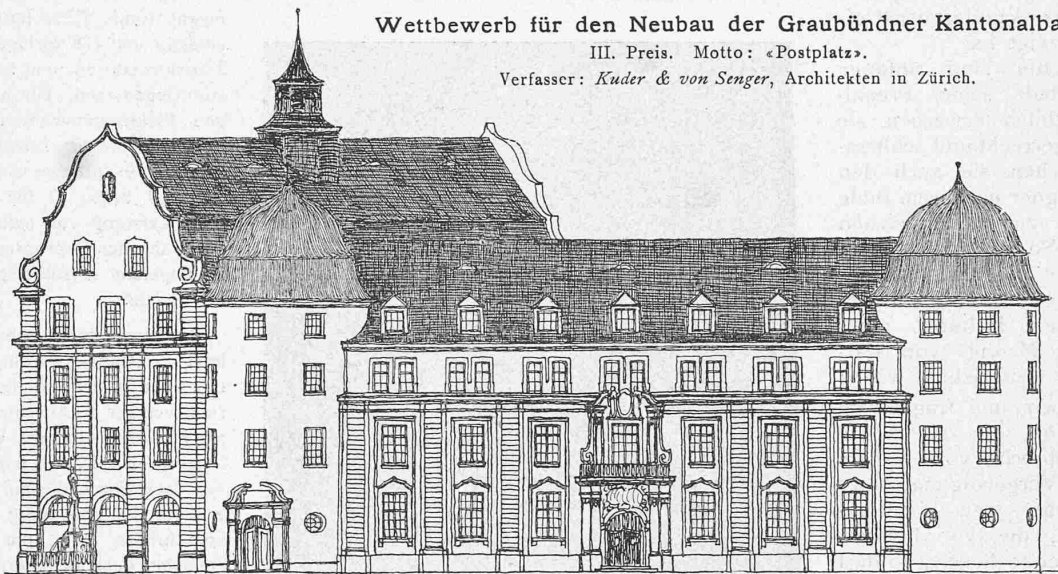 Wettbewerb für den Neubau der Graubündner Kantonalba
III. Preis. Motto: «Postplatz».
Verfasser: Kuder & von Senger, Architekten in Zürich.